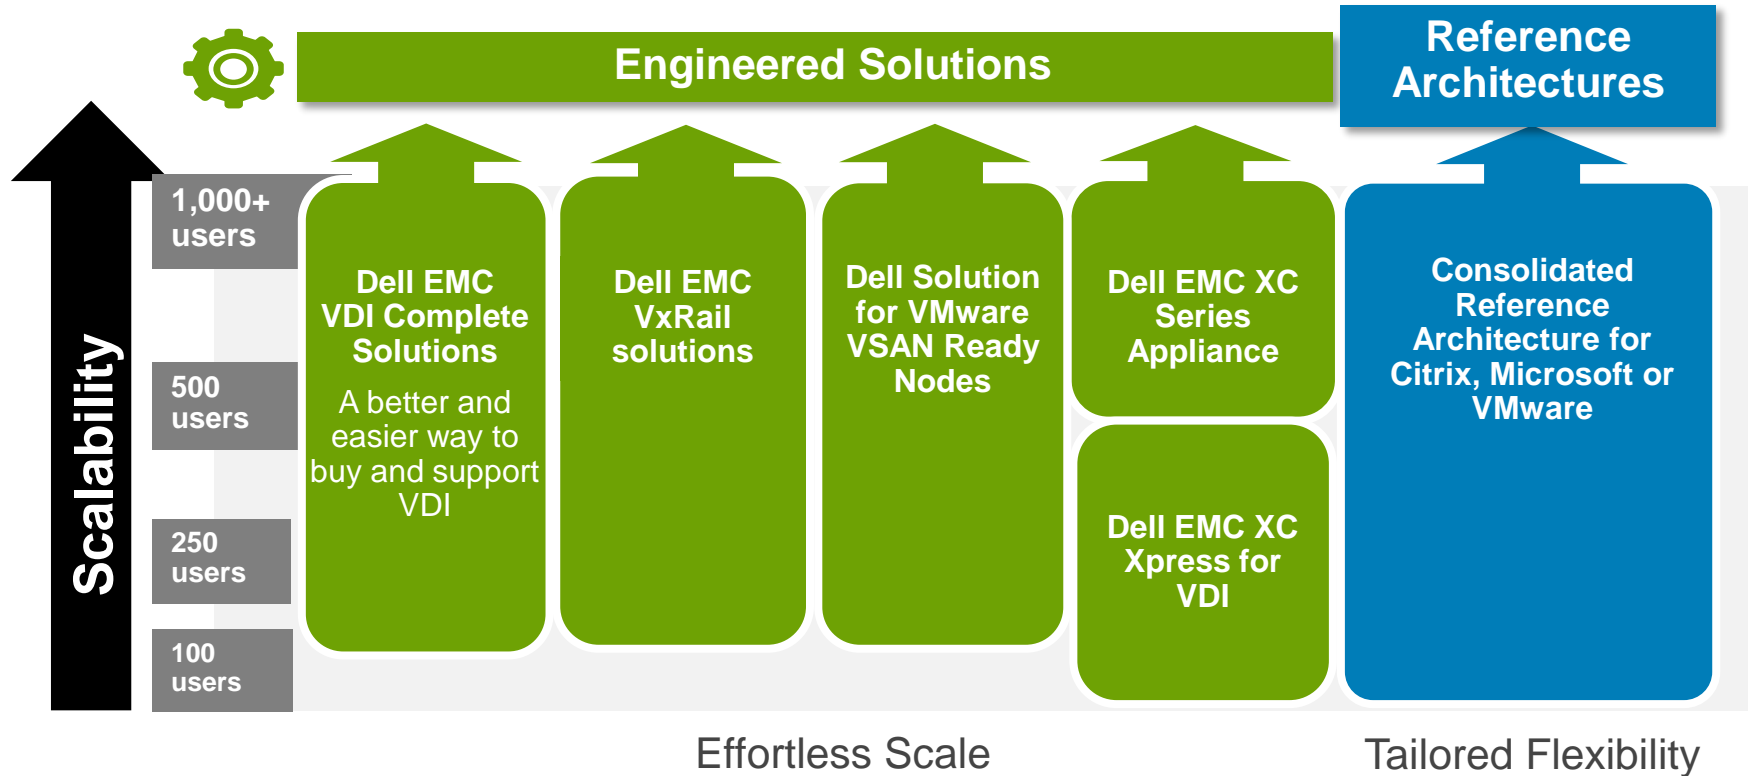 Engineered Solutions
Reference
Architectures
Scalability
1,000+
users
500
users
250
users
100
users
Dell EMC
VDI Complete
Solutions
A better and
easier way to
buy and support
VDI
Dell EMC
VxRail
solutions
Dell Solution
for VMware
VSAN Ready
Nodes
Dell EMC XC
Series
Appliance
Dell EMC XC
Xpress for
VDI
Consolidated
Reference
Architecture for
Citrix, Microsoft or
VMware
Effortless Scale
Tailored Flexibility